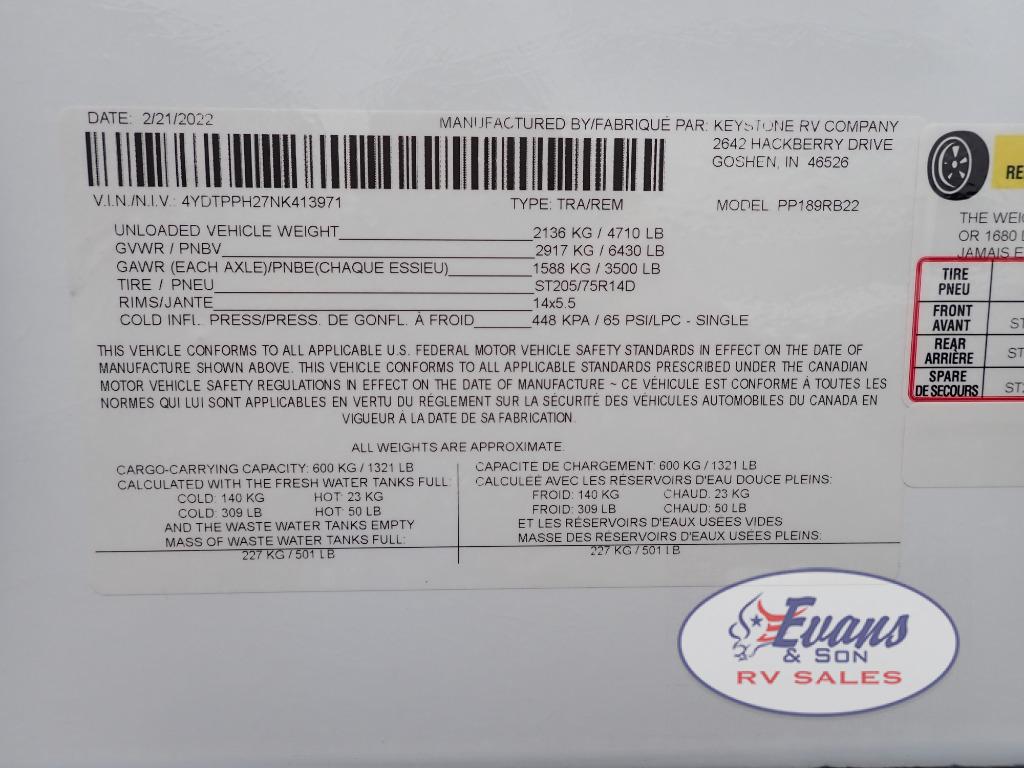 DATE: 2/21/2022
MANUFACTURED BY/FABRIQUÉ PAR: KEYSTONE RV COMPANY
2642 HACKBERRY DRIVE
GOSHEN, IN 46526
V.I.N./N.I.V.: 4YDTPPH27NK413971 TYPE: TRA/REM MODEL PP189RB22
UNLOADED VEHICLE WEIGHT 2136 KG / 4710 LB
GVWR / PNBV 2917 KG / 6430 LB
GAWR (EACH AXLE)/PNBE(CHAQUE ESSIEU) 1588 KG / 3500 LB
TIRE / PNEU ST205/75R14D
RIMS/JANTE 14x5.5
COLD INFL. PRESS/PRESS. DE GONFL. À FROID 448 KPA / 65 PSI/LPC - SINGLE
THIS VEHICLE CONFORMS TO ALL APPLICABLE U.S. FEDERAL MOTOR VEHICLE SAFETY STANDARDS IN EFFECT ON THE DATE OF
MANUFACTURE SHOWN ABOVE. THIS VEHICLE CONFORMS TO ALL APPLICABLE STANDARDS PRESCRIBED UNDER THE CANADIAN
MOTOR VEHICLE SAFETY REGULATIONS IN EFFECT ON THE DATE OF MANUFACTURE ~ CE VÉHICULE EST CONFORME À TOUTES LES
NORMES QUI LUI SONT APPLICABLES EN VERTU DU RÉGLEMENT SUR LA SÉCURITÉ DES VÉHICULES AUTOMOBILES DU CANADA EN
VIGUEUR À LA DATE DE SA FABRICATION.
ALL WEIGHTS ARE APPROXIMATE.
CARGO-CARRYING CAPACITY: 600 KG / 1321 LB
CALCULATED WITH THE FRESH WATER TANKS FULL:
COLD: 140 KG HOT: 23 KG
COLD: 309 LB HOT: 50 LB
AND THE WASTE WATER TANKS EMPTY
MASS OF WASTE WATER TANKS FULL:
227 KG / 501 LB
CAPACITE DE CHARGEMENT: 600 KG / 1321 LB
CALCULÉE AVEC LES RÉSERVOIRS D'EAU DOUCE PLEINS:
FROID: 140 KG CHAUD: 23 KG
FROID: 309 LB CHAUD: 50 LB
ET LES RÉSERVOIRS D'EAUX USÉES VIDES
MASSE DES RÉSERVOIRS D'EAUX USÉES PLEINS:
227 KG / 501 LB
THE WEIG
OR 1680 L
JAMAIS E
TIRE
PNEU
FRONT
AVANT
REAR
ARRIÈRE
SPARE
DE SECOURS
Evans
& SON
RV SALES